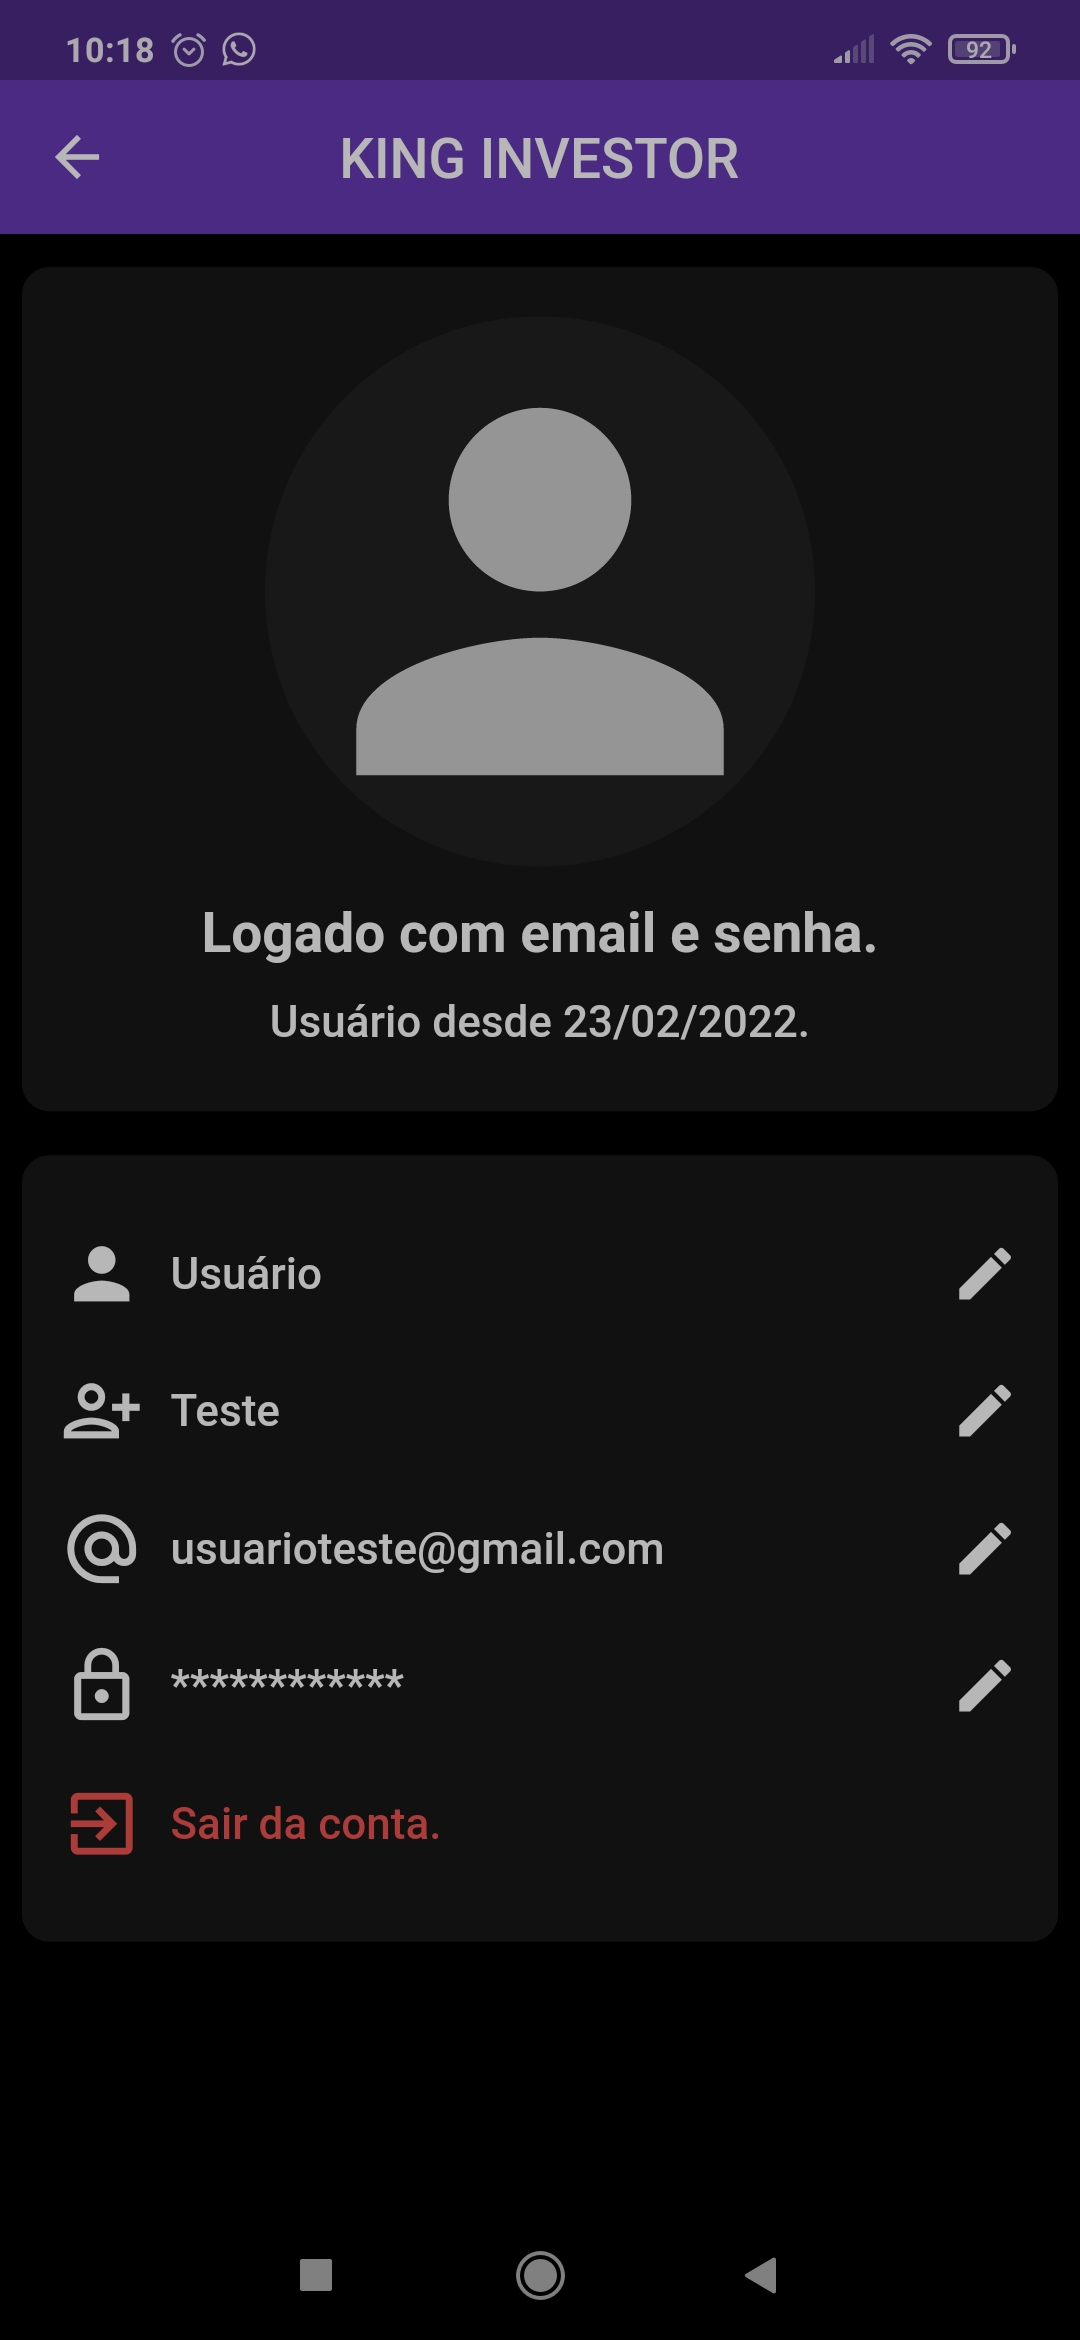 10:18
92
KING INVESTOR
Logado com email e senha.
Usuário desde 23/02/2022.
Usuário
Teste
usuarioteste@gmail.com
************
Sair da conta.